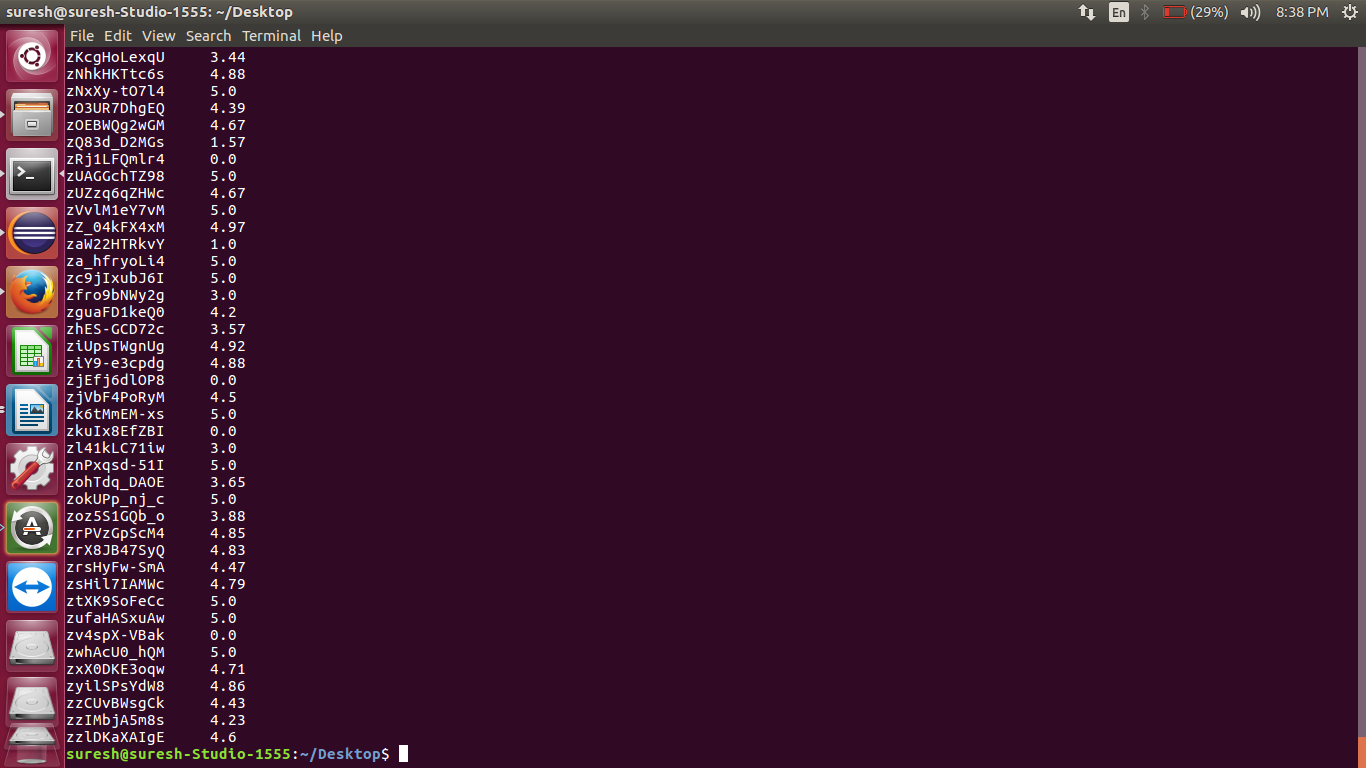 suresh@suresh-Studio-1555: ~/Desktop En (29%) 8:38 PM
File Edit View Search Terminal Help
zKcgHoLexqU 3.44
zNhkHKTtc6s 4.88
zNxXy-tO7l4 5.0
zO3UR7DhgEQ 4.39
zOEBWQg2wGM 4.67
zQ83d_D2MGs 1.57
zRj1LFQmlr4 0.0
zUAGGchTZ98 5.0
zUZzq6qZHWc 4.67
zVvlM1eY7vM 5.0
zZ_04kFX4xM 4.97
zaW22HTRkvY 1.0
za_hfryoLi4 5.0
zc9jIxubJ6I 5.0
zfro9bNWy2g 3.0
zguaFD1keQ0 4.2
zhES-GCD72c 3.57
ziUpsTWgnUg 4.92
ziY9-e3cpdg 4.88
zjEfj6dlOP8 0.0
zjVbF4PoRyM 4.5
zk6tMmEM-xs 5.0
zkuIx8EfZBI 0.0
zl41kLC71iw 3.0
znPxqsd-51I 5.0
zohTdq_DAOE 3.65
zokUPp_nj_c 5.0
zoz5S1GQb_o 3.88
zrPVzGpScM4 4.85
zrX8JB47SyQ 4.83
zrsHyFw-SmA 4.47
zsHil7IAMWc 4.79
ztXK9SoFeCc 5.0
zufaHASxuAw 5.0
zv4spX-VBak 0.0
zwhAcU0_hQM 5.0
zxX0DKE3oqw 4.71
zyilSPsYdW8 4.86
zzCUvBWsgCk 4.43
zzIMbjA5m8s 4.23
zzlDKaXAIgE 4.6
suresh@suresh-Studio-1555:~/Desktop$